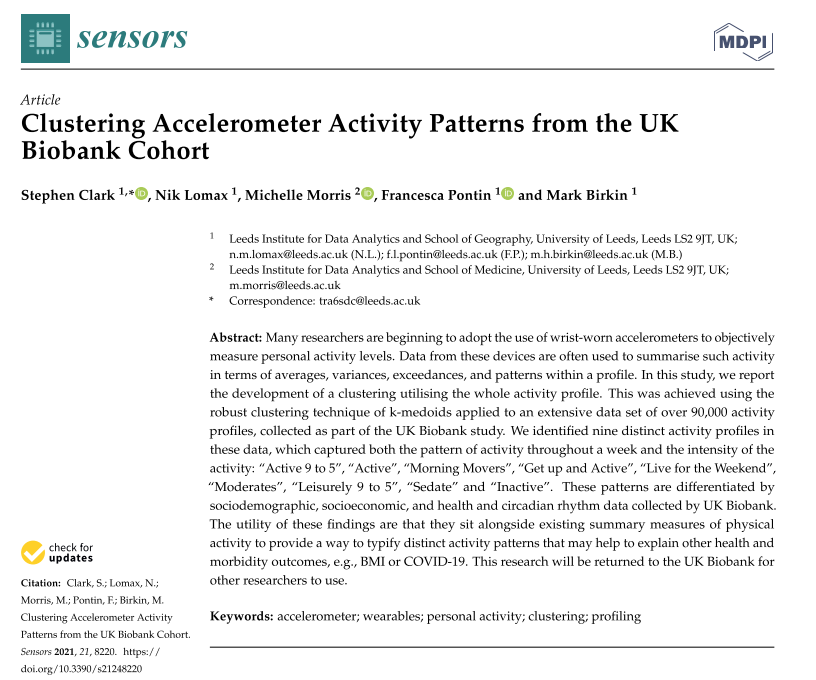 sensors
MDPI
Article
Clustering Accelerometer Activity Patterns from the UK
Biobank Cohort
Stephen Clark 1,*, Nik Lomax 1, Michelle Morris 2, Francesca Pontin 1 and Mark Birkin 1
1 Leeds Institute for Data Analytics and School of Geography, University of Leeds, Leeds LS2 9JT, UK;
n.m.lomax@leeds.ac.uk (N.L.); f.l.pontin@leeds.ac.uk (F.P.); m.h.birkin@leeds.ac.uk (M.B.)
2 Leeds Institute for Data Analytics and School of Medicine, University of Leeds, Leeds LS2 9JT, UK;
m.morris@leeds.ac.uk
* Correspondence: tra6sdc@leeds.ac.uk
Abstract: Many researchers are beginning to adopt the use of wrist-worn accelerometers to objectively
measure personal activity levels. Data from these devices are often used to summarise such activity
in terms of averages, variances, exceedances, and patterns within a profile. In this study, we report
the development of a clustering utilising the whole activity profile. This was achieved using the
robust clustering technique of k-medoids applied to an extensive data set of over 90,000 activity
profiles, collected as part of the UK Biobank study. We identified nine distinct activity profiles in
these data, which captured both the pattern of activity throughout a week and the intensity of the
activity: “Active 9 to 5”, “Active”, “Morning Movers”, “Get up and Active”, “Live for the Weekend”,
“Moderates”, “Leisurely 9 to 5”, “Sedate” and “Inactive”. These patterns are differentiated by
sociodemographic, socioeconomic, and health and circadian rhythm data collected by UK Biobank.
The utility of these findings are that they sit alongside existing summary measures of physical
activity to provide a way to typify distinct activity patterns that may help to explain other health and
morbidity outcomes, e.g., BMI or COVID-19. This research will be returned to the UK Biobank for
other researchers to use.
Keywords: accelerometer; wearables; personal activity; clustering; profiling
check for
updates
Citation: Clark, S.; Lomax, N.;
Morris, M.; Pontin, F.; Birkin, M.
Clustering Accelerometer Activity
Patterns from the UK Biobank Cohort.
Sensors 2021, 21, 8220. https://
doi.org/10.3390/s21248220